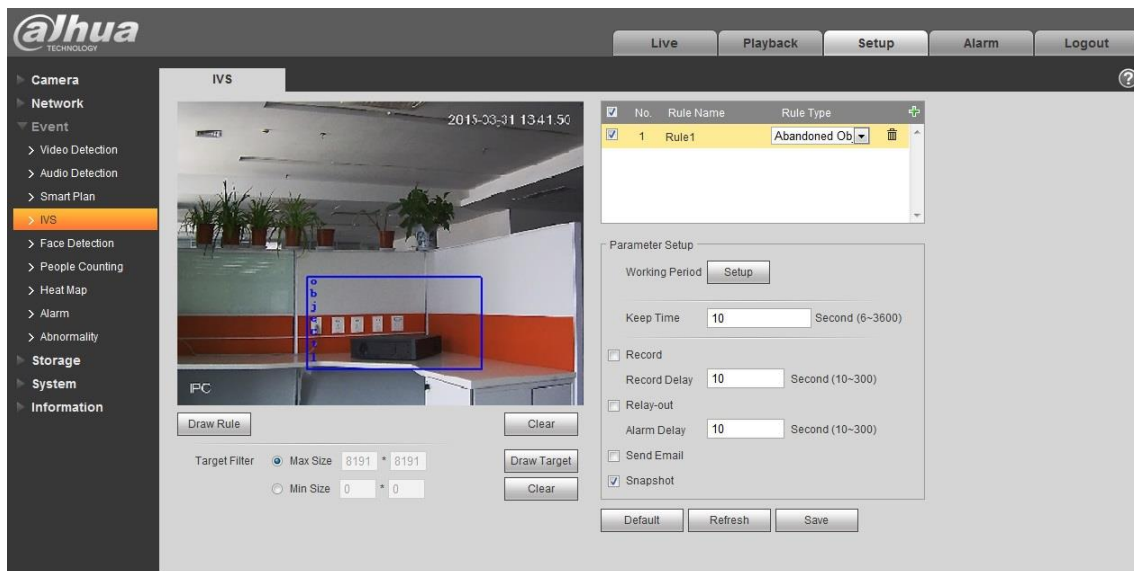 alhua
TECHNOLOGY
Live Playback Setup Alarm Logout
Camera
Network
Event
Video Detection
Audio Detection
Smart Plan
IVS
Face Detection
People Counting
Heat Map
Alarm
Abnormality
Storage
System
Information
IVS
2015-03-31 13:41:50
object1
IPC
Draw Rule Clear
Target Filter Max Size 8191 * 8191 Draw Target
Min Size 0 * 0 Clear
No. Rule Name Rule Type
1 Rule1 Abandoned Ob
Parameter Setup
Working Period Setup
Keep Time 10 Second (6~3600)
Record
Record Delay 10 Second (10~300)
Relay-out
Alarm Delay 10 Second (10~300)
Send Email
Snapshot
Default Refresh Save